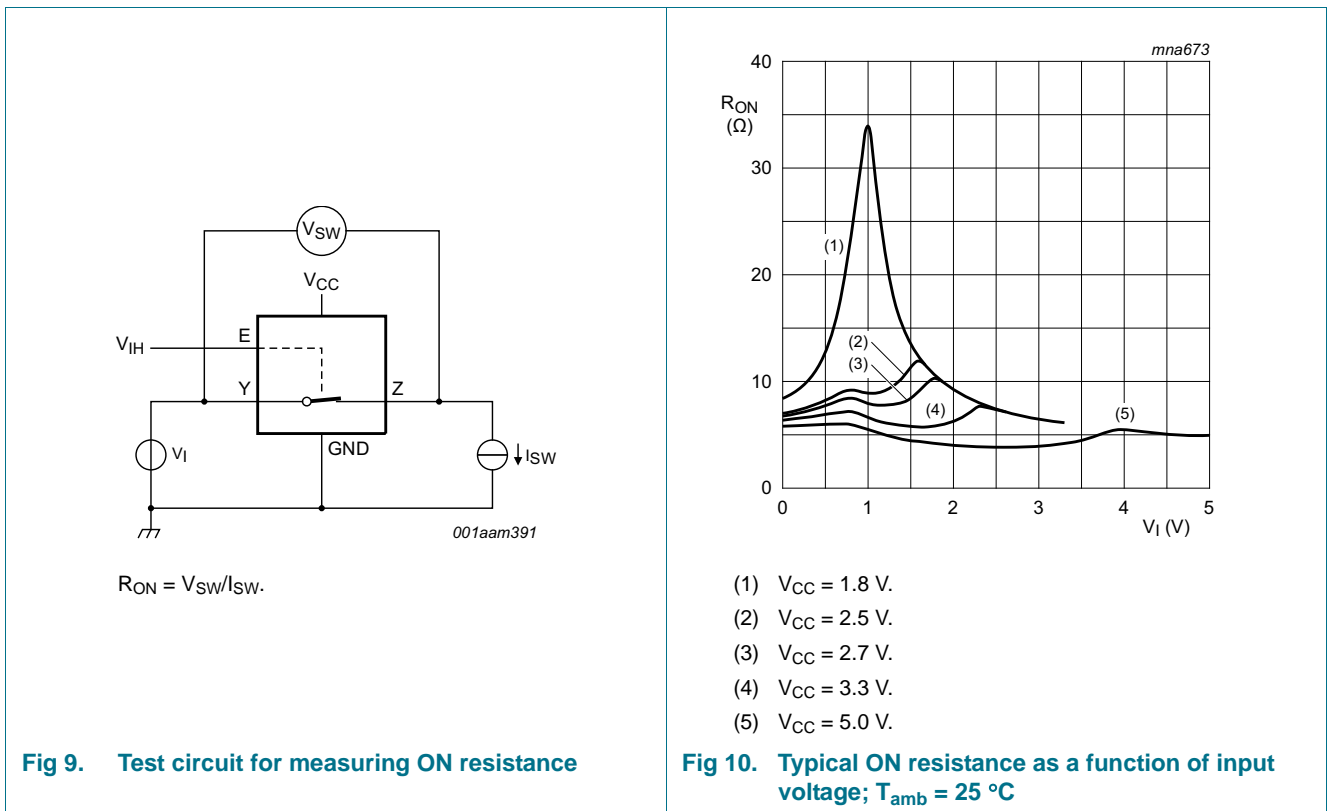 V_SW
V_CC
V_IH
E
Y
Z
V_I
GND
I_SW
001aam391
R_ON = V_SW/I_SW.
Fig 9. Test circuit for measuring ON resistance
mna673
40
R_ON
(Ω)
30
(1)
20
(2)
(3)
10
(4)
(5)
0
0
1
2
3
4
5
V_I (V)
(1) V_CC = 1.8 V.
(2) V_CC = 2.5 V.
(3) V_CC = 2.7 V.
(4) V_CC = 3.3 V.
(5) V_CC = 5.0 V.
Fig 10. Typical ON resistance as a function of input
voltage; T_amb = 25 °C